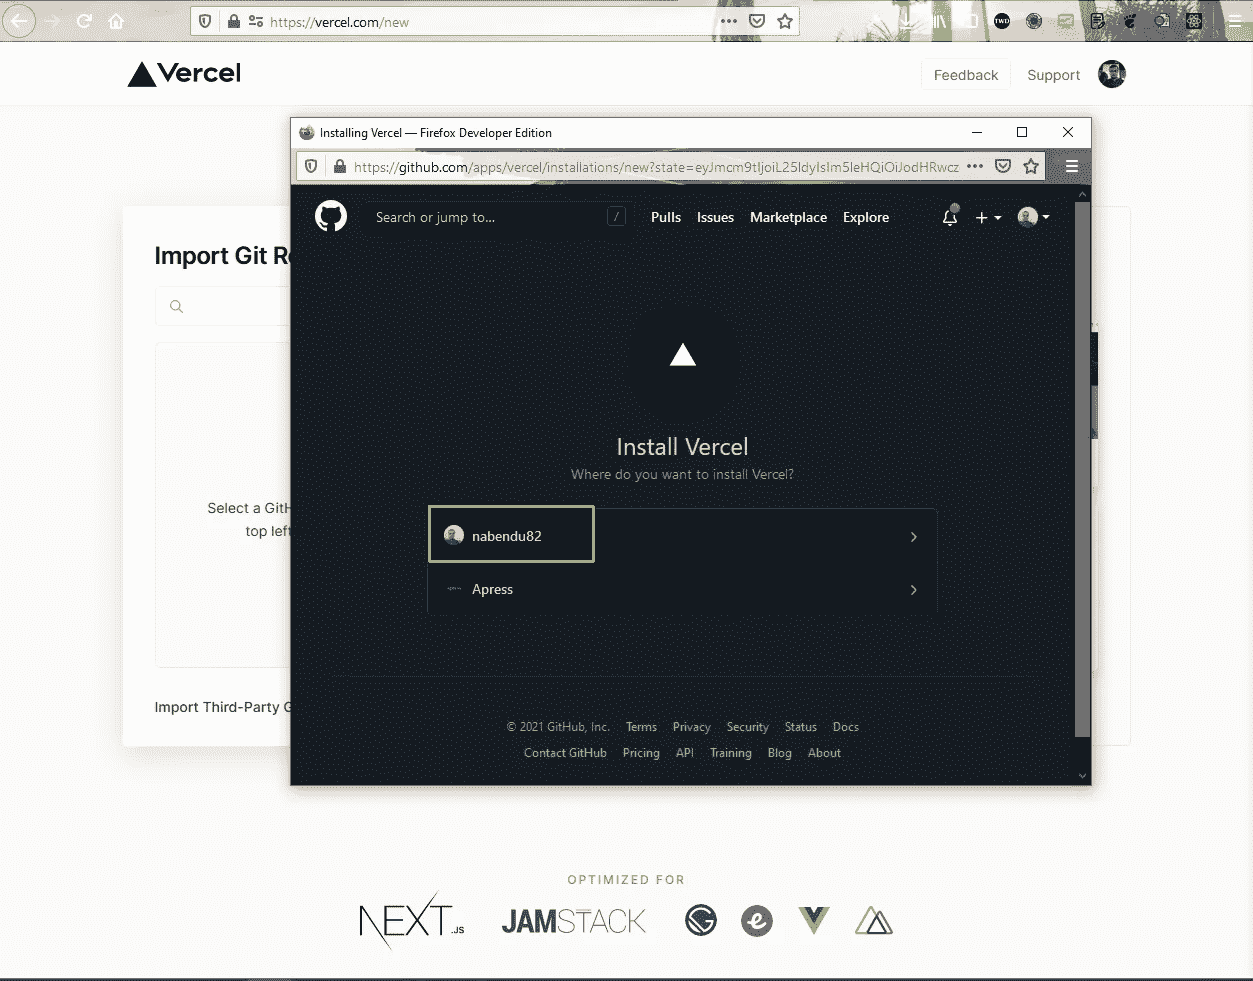 https://vercel.com/new
TWD
Vercel
Feedback
Support
Installing Vercel — Firefox Developer Edition
https://github.com/apps/vercel/installations/new?state=
Search or jump to...
/
Pulls
Issues
Marketplace
Explore
Import Git R
Install Vercel
Where do you want to install Vercel?
Select a GitH
top left
nabendu82
Apress
Import Third-Party G
© 2021 GitHub, Inc.
Terms
Privacy
Security
Status
Docs
Contact GitHub
Pricing
API
Training
Blog
About
OPTIMIZED FOR
NEXT.JS
JAMSTACK